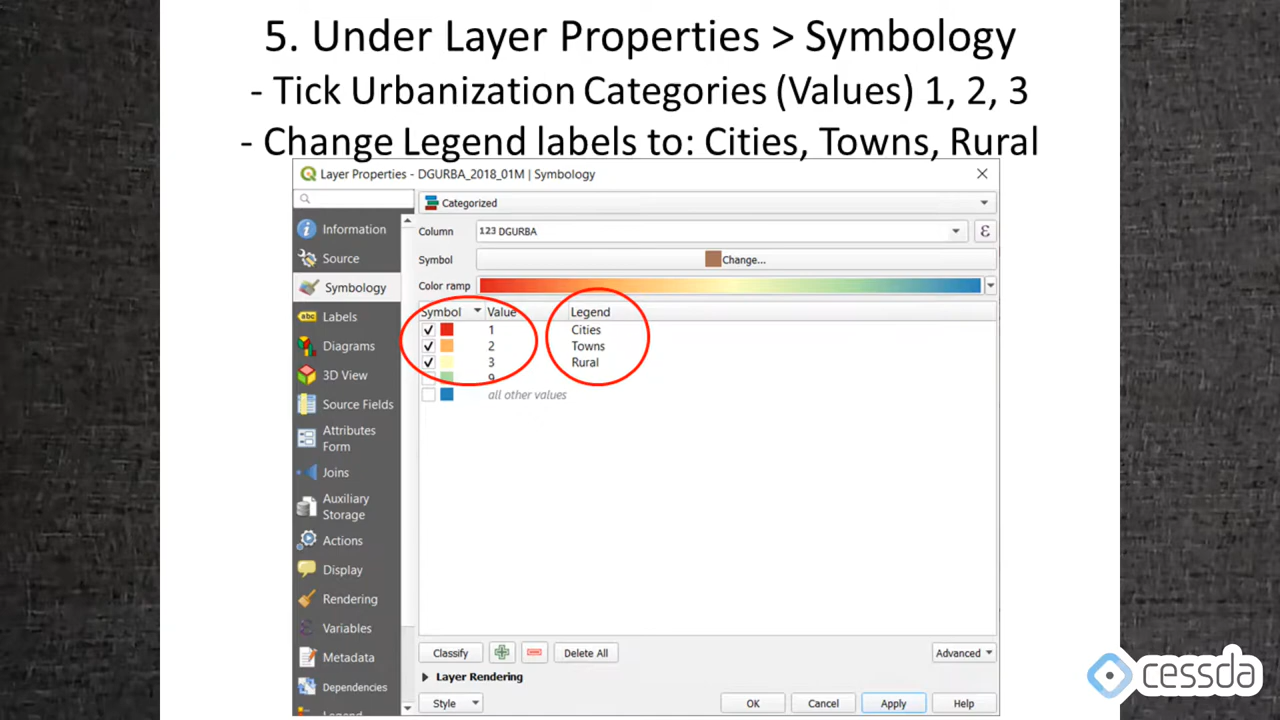 5. Under Layer Properties > Symbology
- Tick Urbanization Categories (Values) 1, 2, 3
- Change Legend labels to: Cities, Towns, Rural
Layer Properties - DGURBA_2018_01M | Symbology
Information
Source
Symbology
Labels
Diagrams
3D View
Source Fields
Attributes
Form
Joins
Auxiliary
Storage
Actions
Display
Rendering
Variables
Metadata
Dependencies
Legend
Categorized
Column 123 DGURBA ε
Symbol Change...
Color ramp
Symbol Value Legend
1 Cities
2 Towns
3 Rural
9
all other values
Classify Delete All Advanced
Layer Rendering
Style OK Cancel Apply Help
cessda